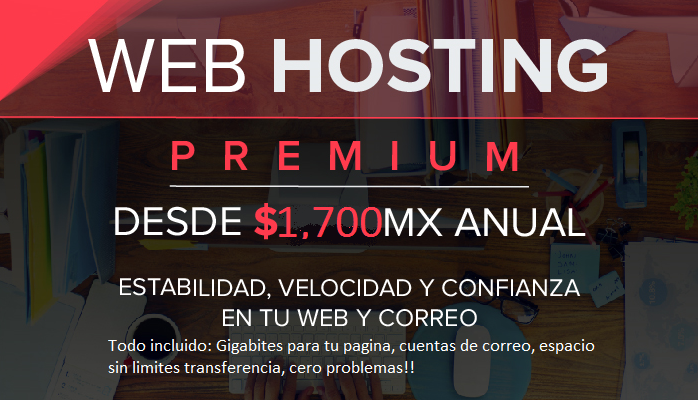 WEB HOSTING
PREMIUM
DESDE $1,700MX ANUAL
ESTABILIDAD, VELOCIDAD Y CONFIANZA
EN TU WEB Y CORREO
Todo incluido: Gigabites para tu pagina, cuentas de correo, espacio
sin limites transferencia, cero problemas!!